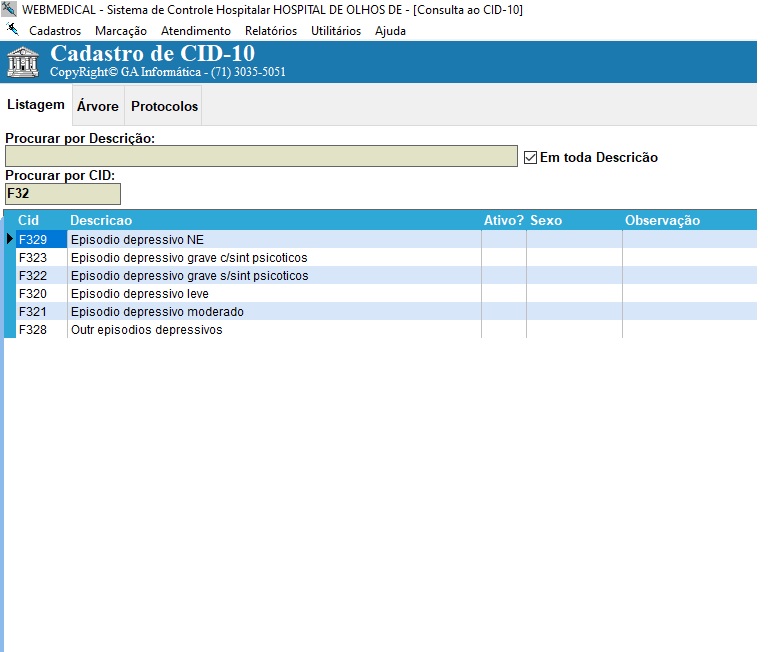 WEBMEDICAL - Sistema de Controle Hospitalar HOSPITAL DE OLHOS DE - [Consulta ao CID-10]
Cadastros Marcação Atendimento Relatórios Utilitários Ajuda
Cadastro de CID-10
CopyRight© GA Informática - (71) 3035-5051
Listagem Árvore Protocolos
Procurar por Descrição:
Em toda Descricão
Procurar por CID:
F32
Cid Descricao Ativo? Sexo Observação
F329 Episodio depressivo NE
F323 Episodio depressivo grave c/sint psicoticos
F322 Episodio depressivo grave s/sint psicoticos
F320 Episodio depressivo leve
F321 Episodio depressivo moderado
F328 Outr episodios depressivos